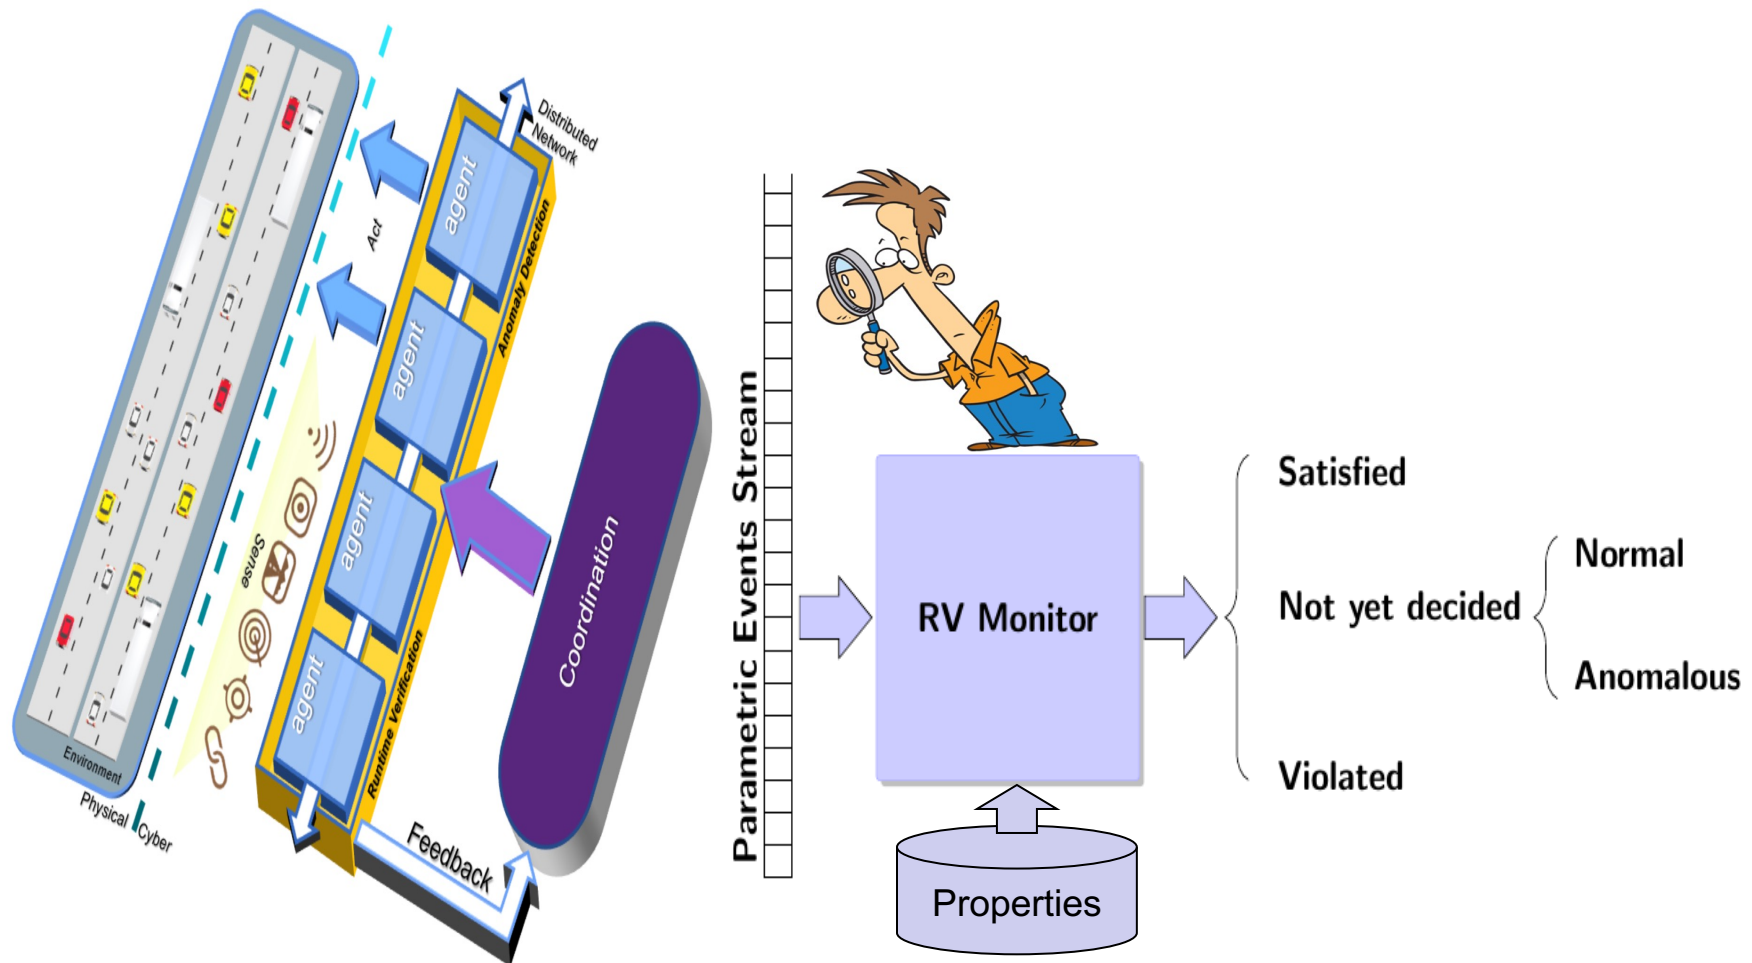 Distributed
Network
agent
Act
Anomaly Detection
agent
agent
Sense
Coordination
agent
Runtime Verification
Environment
Physical
Cyber
Feedback
Parametric Events Stream
RV Monitor
Properties
Satisfied
Not yet decided
Normal
Anomalous
Violated